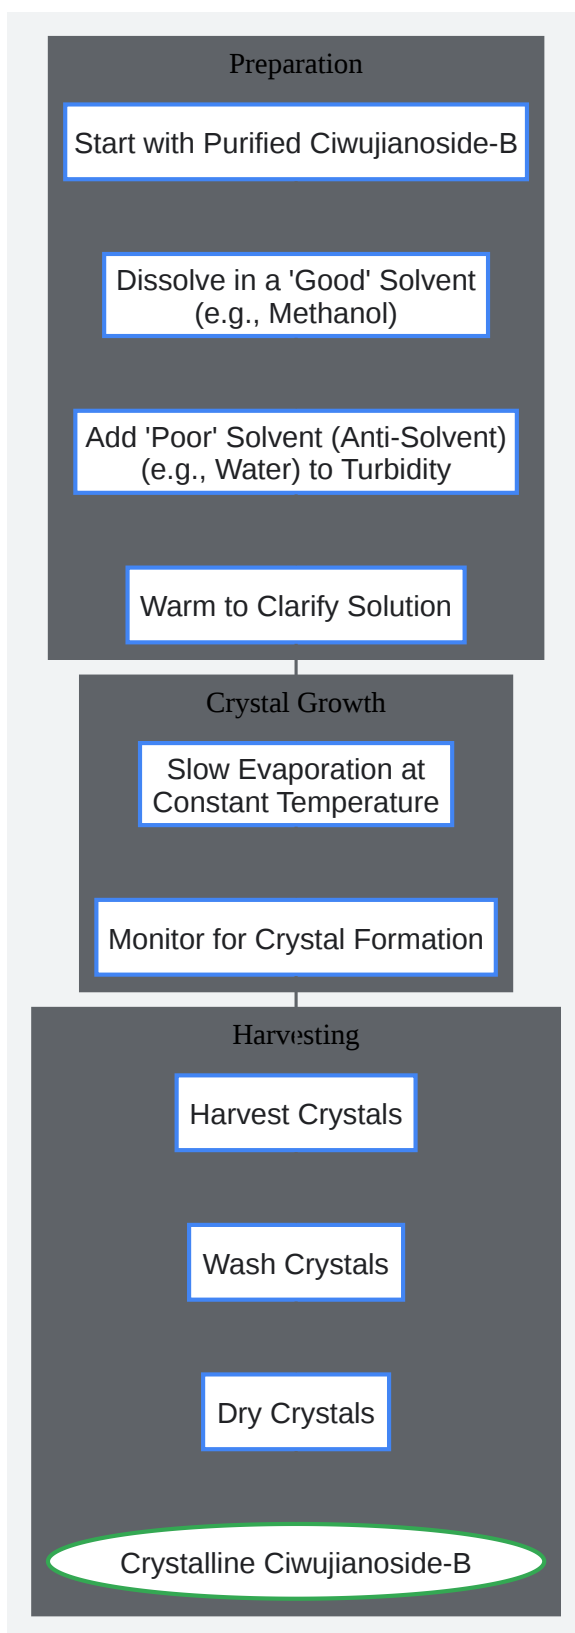 Preparation
Start with Purified Ciwujianoside-B
Dissolve in a 'Good' Solvent
(e.g., Methanol)
Add 'Poor' Solvent (Anti-Solvent)
(e.g., Water) to Turbidity
Warm to Clarify Solution
Crystal Growth
Slow Evaporation at
Constant Temperature
Monitor for Crystal Formation
Harvesting
Harvest Crystals
Wash Crystals
Dry Crystals
Crystalline Ciwujianoside-B